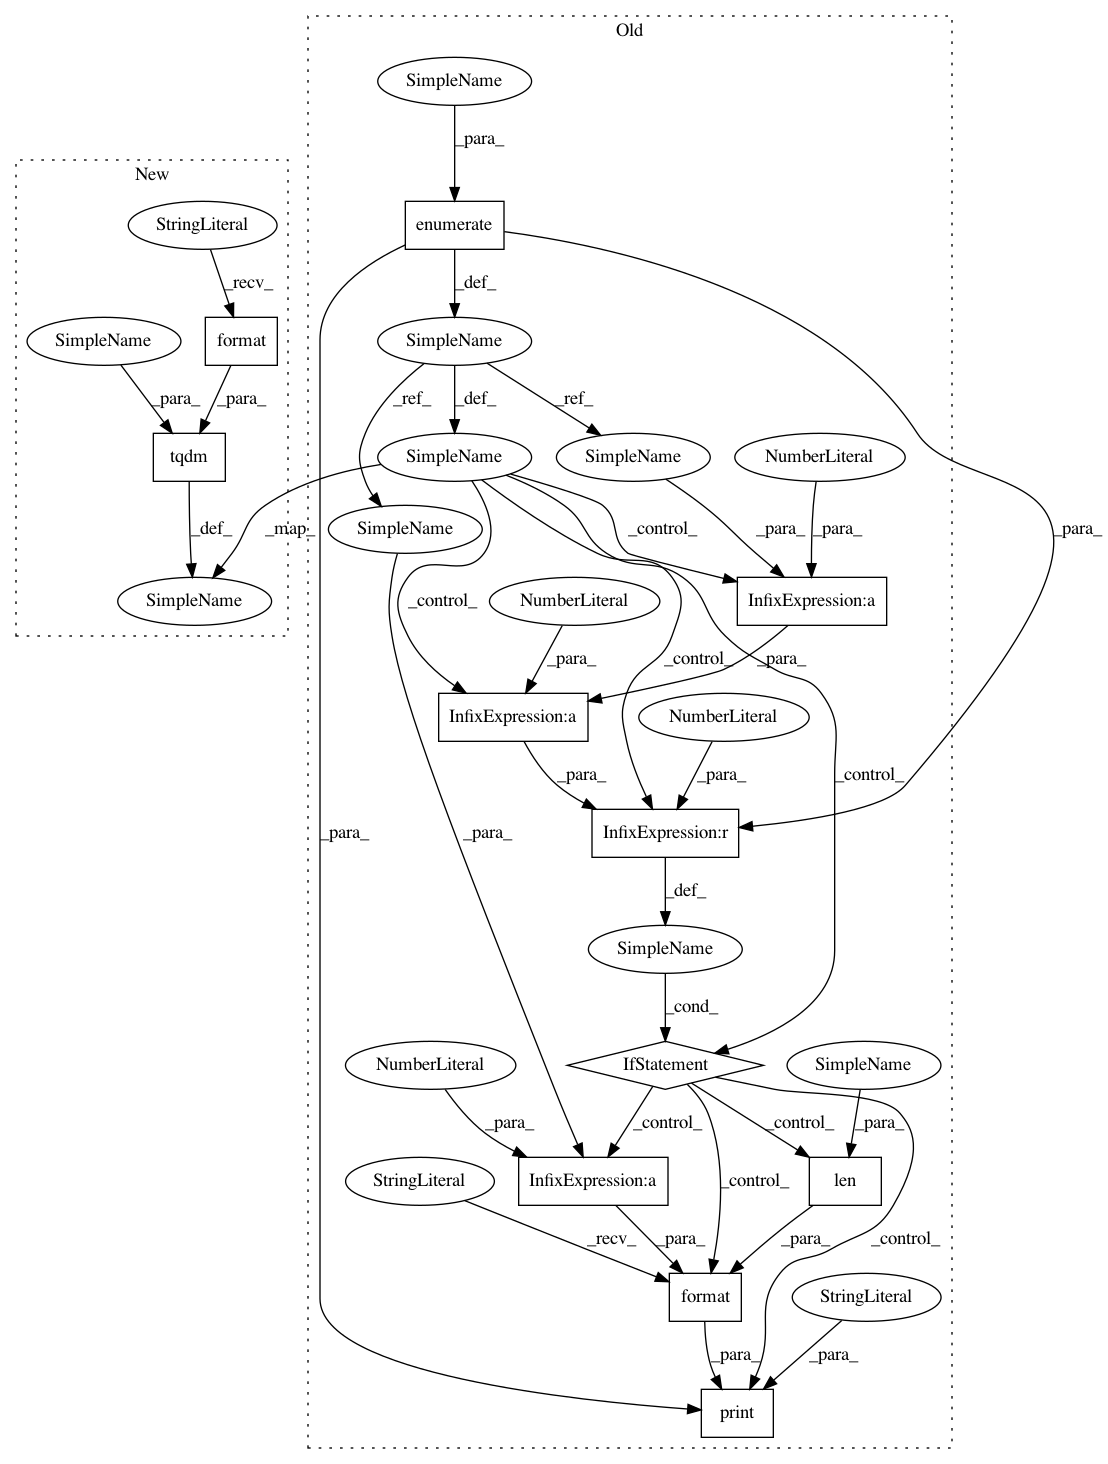 Old
SimpleName
_para_
New
StringLiteral
enumerate
_recv_
_def_
SimpleName
format
SimpleName
_para_
_para_
_ref_
_def_
_ref_
tqdm
SimpleName
SimpleName
NumberLiteral
_def_
_map_
SimpleName
_control_
_para_
_para_
_para_
SimpleName
_control_
NumberLiteral
InfixExpression:a
_para_
_control_
_para_
InfixExpression:a
NumberLiteral
_para_
_para_
_control_
_para_
_para_
InfixExpression:r
_def_
SimpleName
_cond_
NumberLiteral
IfStatement
SimpleName
_para_
_control_
_control_
_para_
StringLiteral
InfixExpression:a
_control_
len
_recv_
_para_
_para_
_control_
format
StringLiteral
_para_
_para_
print